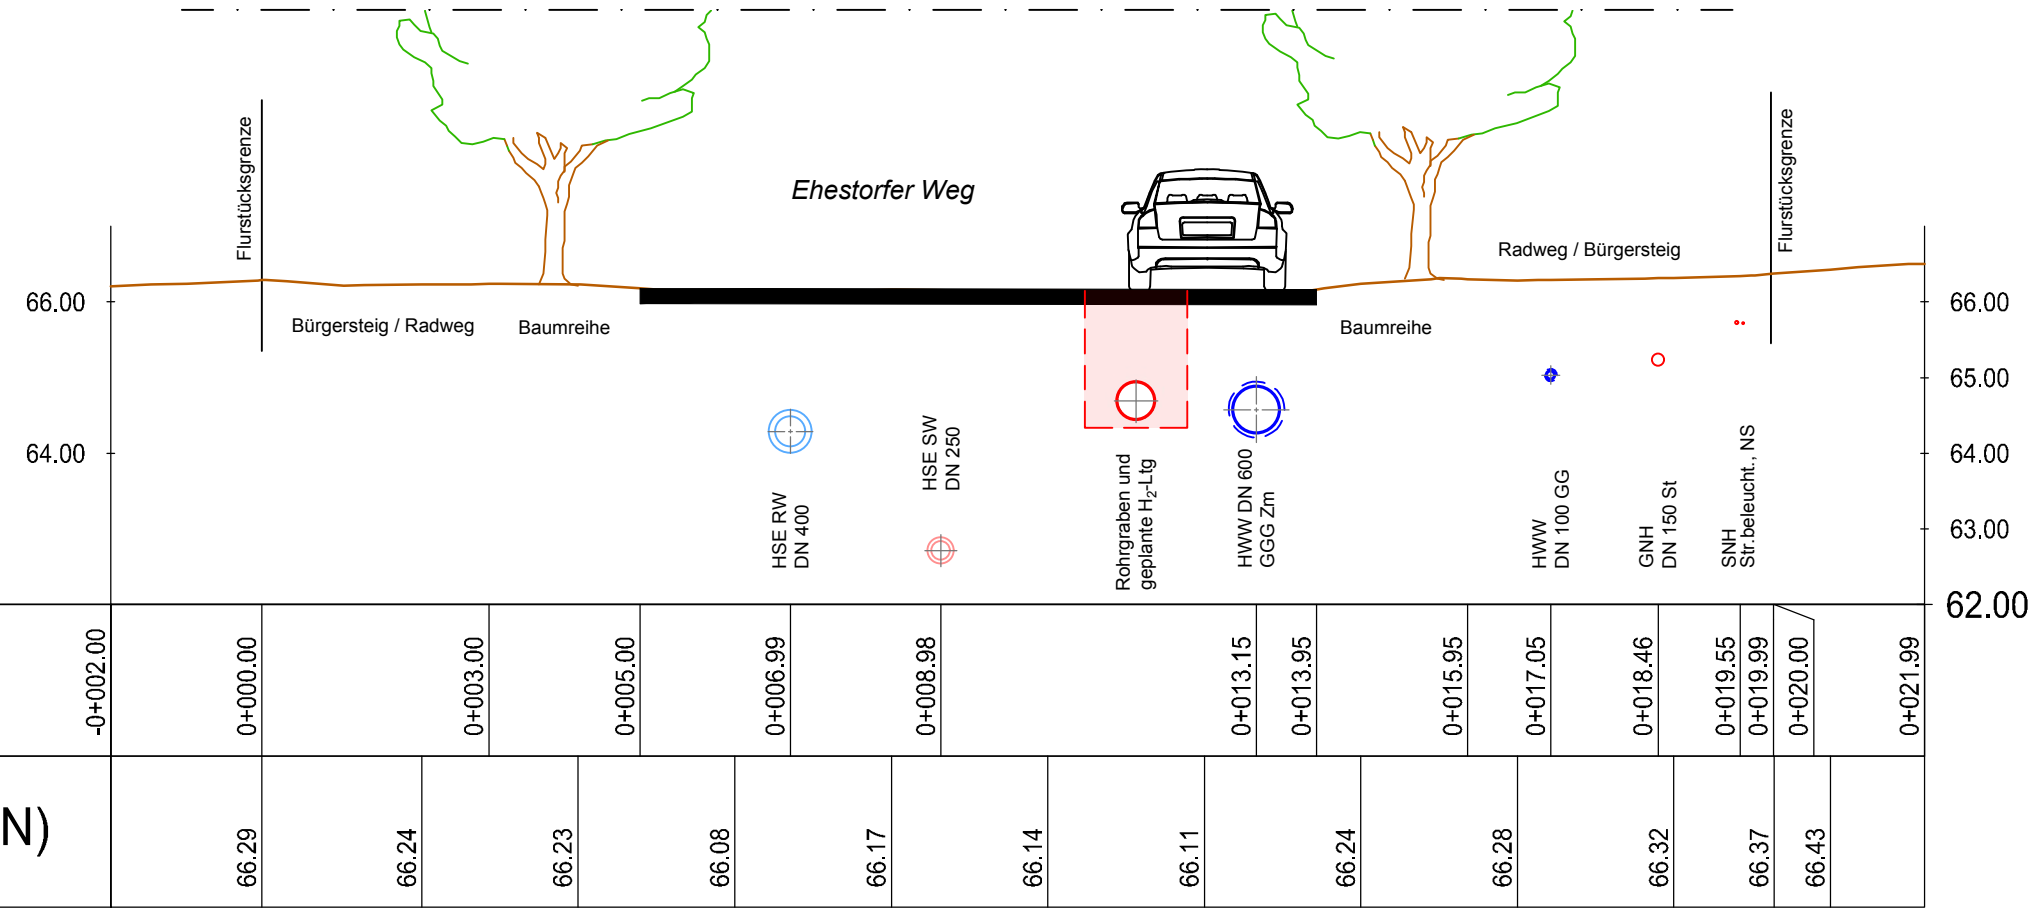 Ehestorfer Weg
Flurstücksgrenze
Flurstücksgrenze
Radweg / Bürgersteig
66.00
66.00
Bürgersteig / Radweg
Baumreihe
Baumreihe
65.00
64.00
64.00
63.00
62.00
HSE RW
DN 400
HSE SW
DN 250
Rohrgraben und
geplante H₂-Ltg
HWW DN 600
GGG Zm
HWW
DN 100 GG
GNH
DN 150 St
SNH
Str.beleucht., NS
-0+002.00
0+000.00
0+003.00
0+005.00
0+006.99
0+008.98
0+013.15
0+013.95
0+015.95
0+017.05
0+018.46
0+019.55
0+019.99
0+020.00
0+021.99
N)
66.29
66.24
66.23
66.08
66.17
66.14
66.11
66.24
66.28
66.32
66.37
66.43